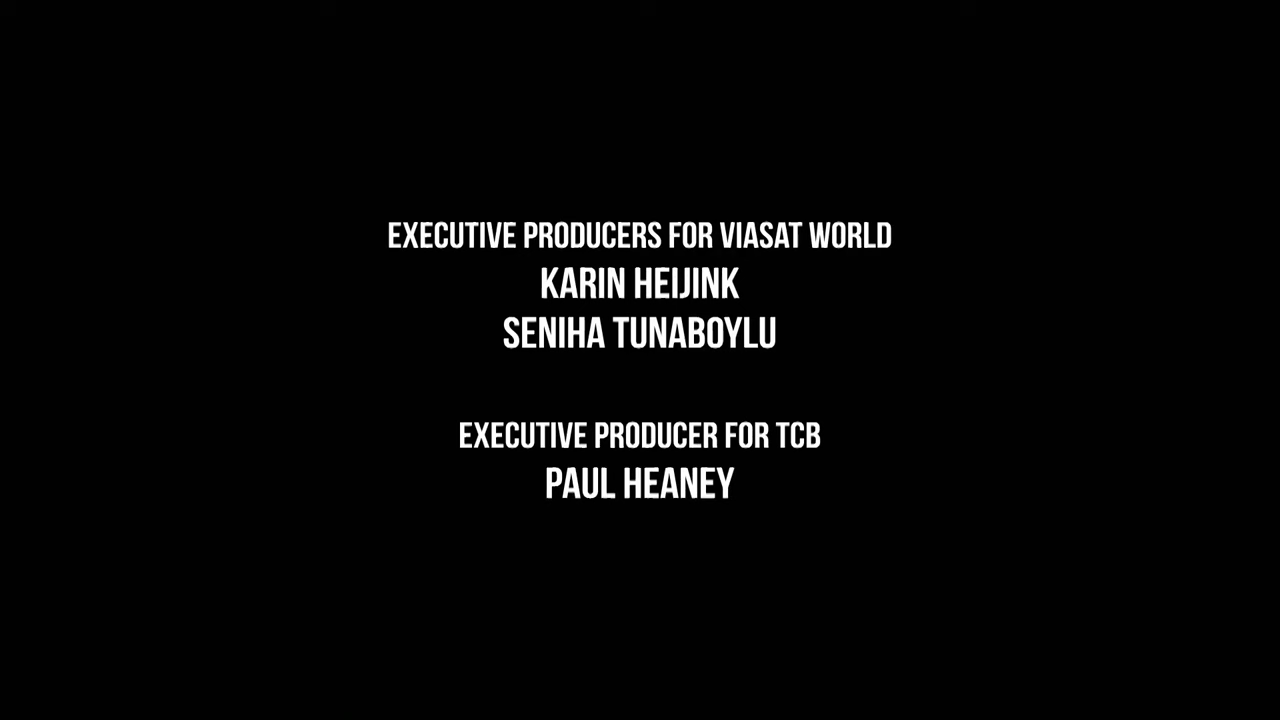 EXECUTIVE PRODUCERS FOR VIASAT WORLD
KARIN HEIJINK
SENIHA TUNABOYLU
EXECUTIVE PRODUCER FOR TCB
PAUL HEANEY